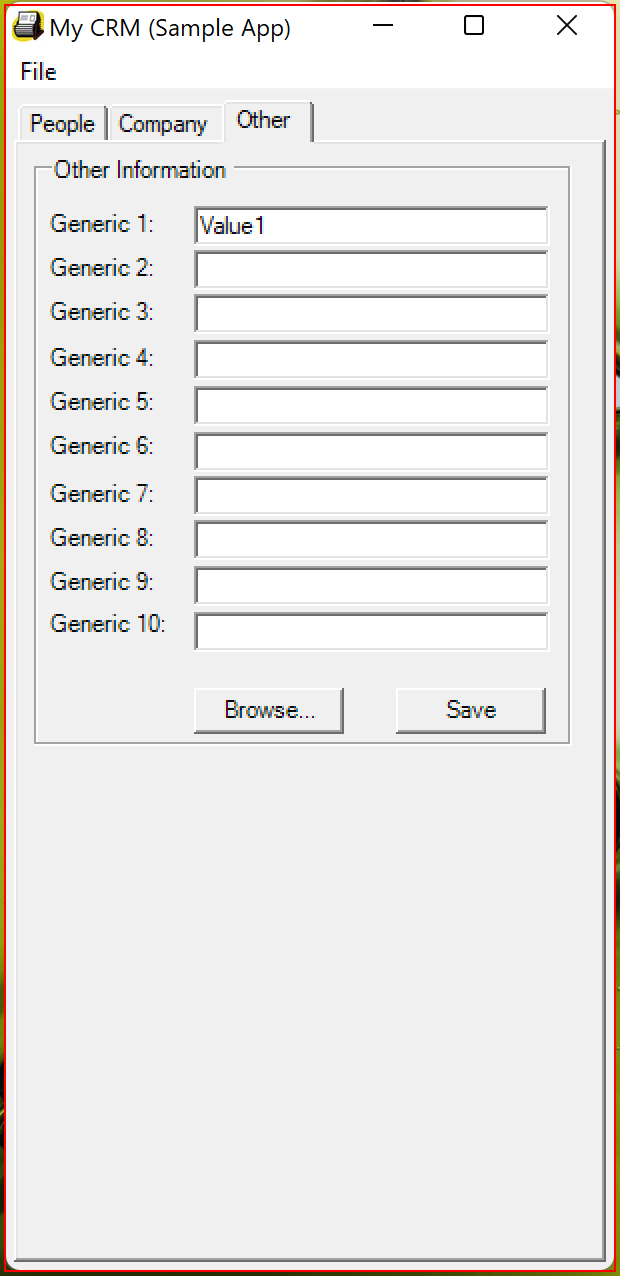 My CRM (Sample App)
File
People Company Other
Other Information
Generic 1: Value1
Generic 2:
Generic 3:
Generic 4:
Generic 5:
Generic 6:
Generic 7:
Generic 8:
Generic 9:
Generic 10:
Browse... Save